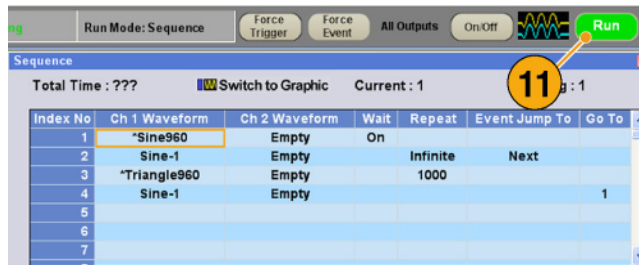 ng Run Mode: Sequence Force Trigger Force Event All Outputs On/Off Run
Sequence
Total Time : ??? Switch to Graphic Current : 1 g : 1
11
Index No Ch 1 Waveform Ch 2 Waveform Wait Repeat Event Jump To Go To
1 *Sine960 Empty On
2 Sine-1 Empty Infinite Next
3 *Triangle960 Empty 1000
4 Sine-1 Empty 1
5
6
7